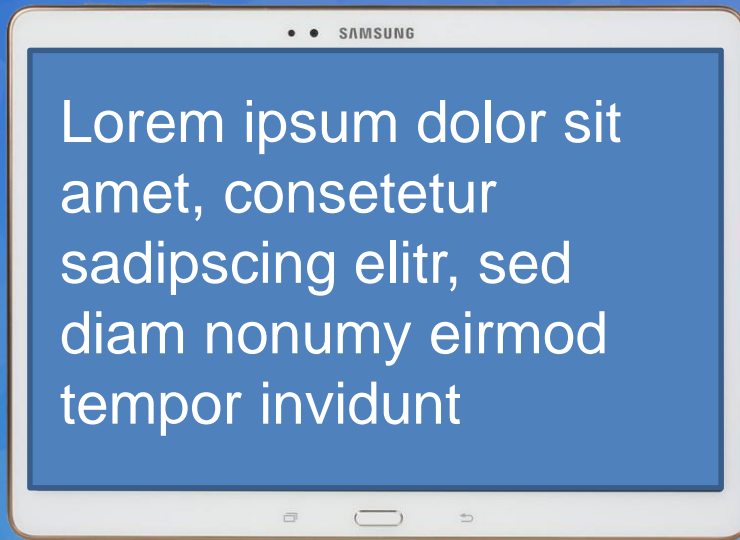 SAMSUNG
Lorem ipsum dolor sit
amet, consetetur
sadipscing elitr, sed
diam nonumy eirmod
tempor invidunt